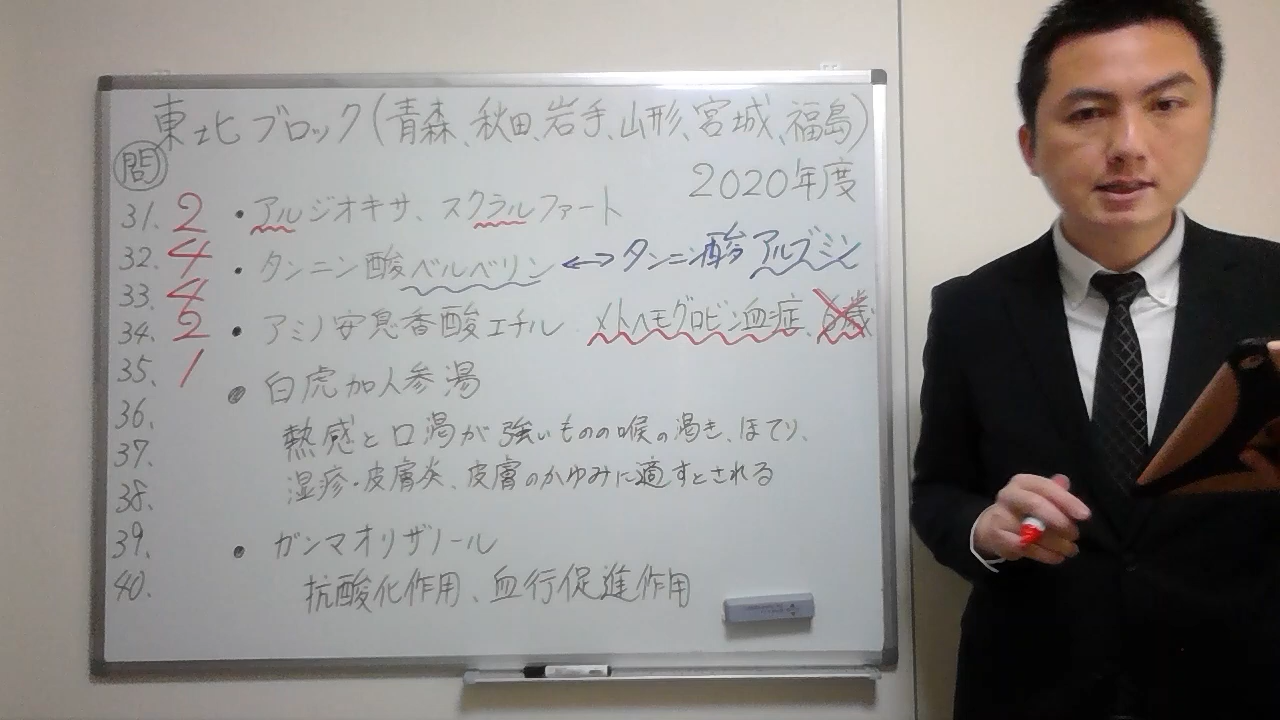 東北ブロック(青森、秋田、岩手、山形、宮城、福島)
2020年度
問
31. 2 ・アルジオキサ、スクラルファート
32. 4 ・タンニン酸ベルベリン ↔ タンニン酸アルブミン
33. 4
34. 2 ・アミノ安息香酸エチル メトヘモグロビン血症、6歳
35. 1 ・白虎加人参湯
36.
熱感と口渇が強いものの喉の渇き、ほてり、
37.
湿疹・皮膚炎、皮膚のかゆみに適すとされる
38.
39. ・ガンマオリザノール
40. 抗酸化作用、血行促進作用